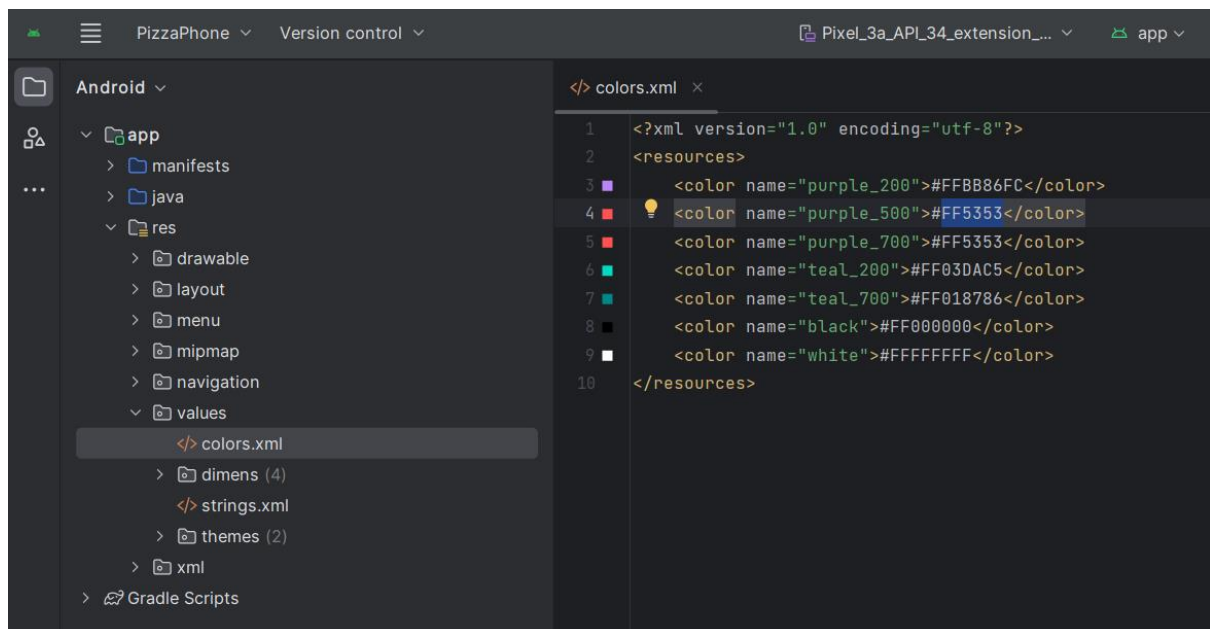 PizzaPhone Version control Pixel_3a_API_34_extension_... app
Android
app
manifests
java
res
drawable
layout
menu
mipmap
navigation
values
colors.xml
dimens (4)
strings.xml
themes (2)
xml
Gradle Scripts
</> colors.xml
1 <?xml version="1.0" encoding="utf-8"?>
2 <resources>
3 <color name="purple_200">#FFBB86FC</color>
4 <color name="purple_500">#FF5353</color>
5 <color name="purple_700">#FF5353</color>
6 <color name="teal_200">#FF03DAC5</color>
7 <color name="teal_700">#FF018786</color>
8 <color name="black">#FF000000</color>
9 <color name="white">#FFFFFFFF</color>
10 </resources>